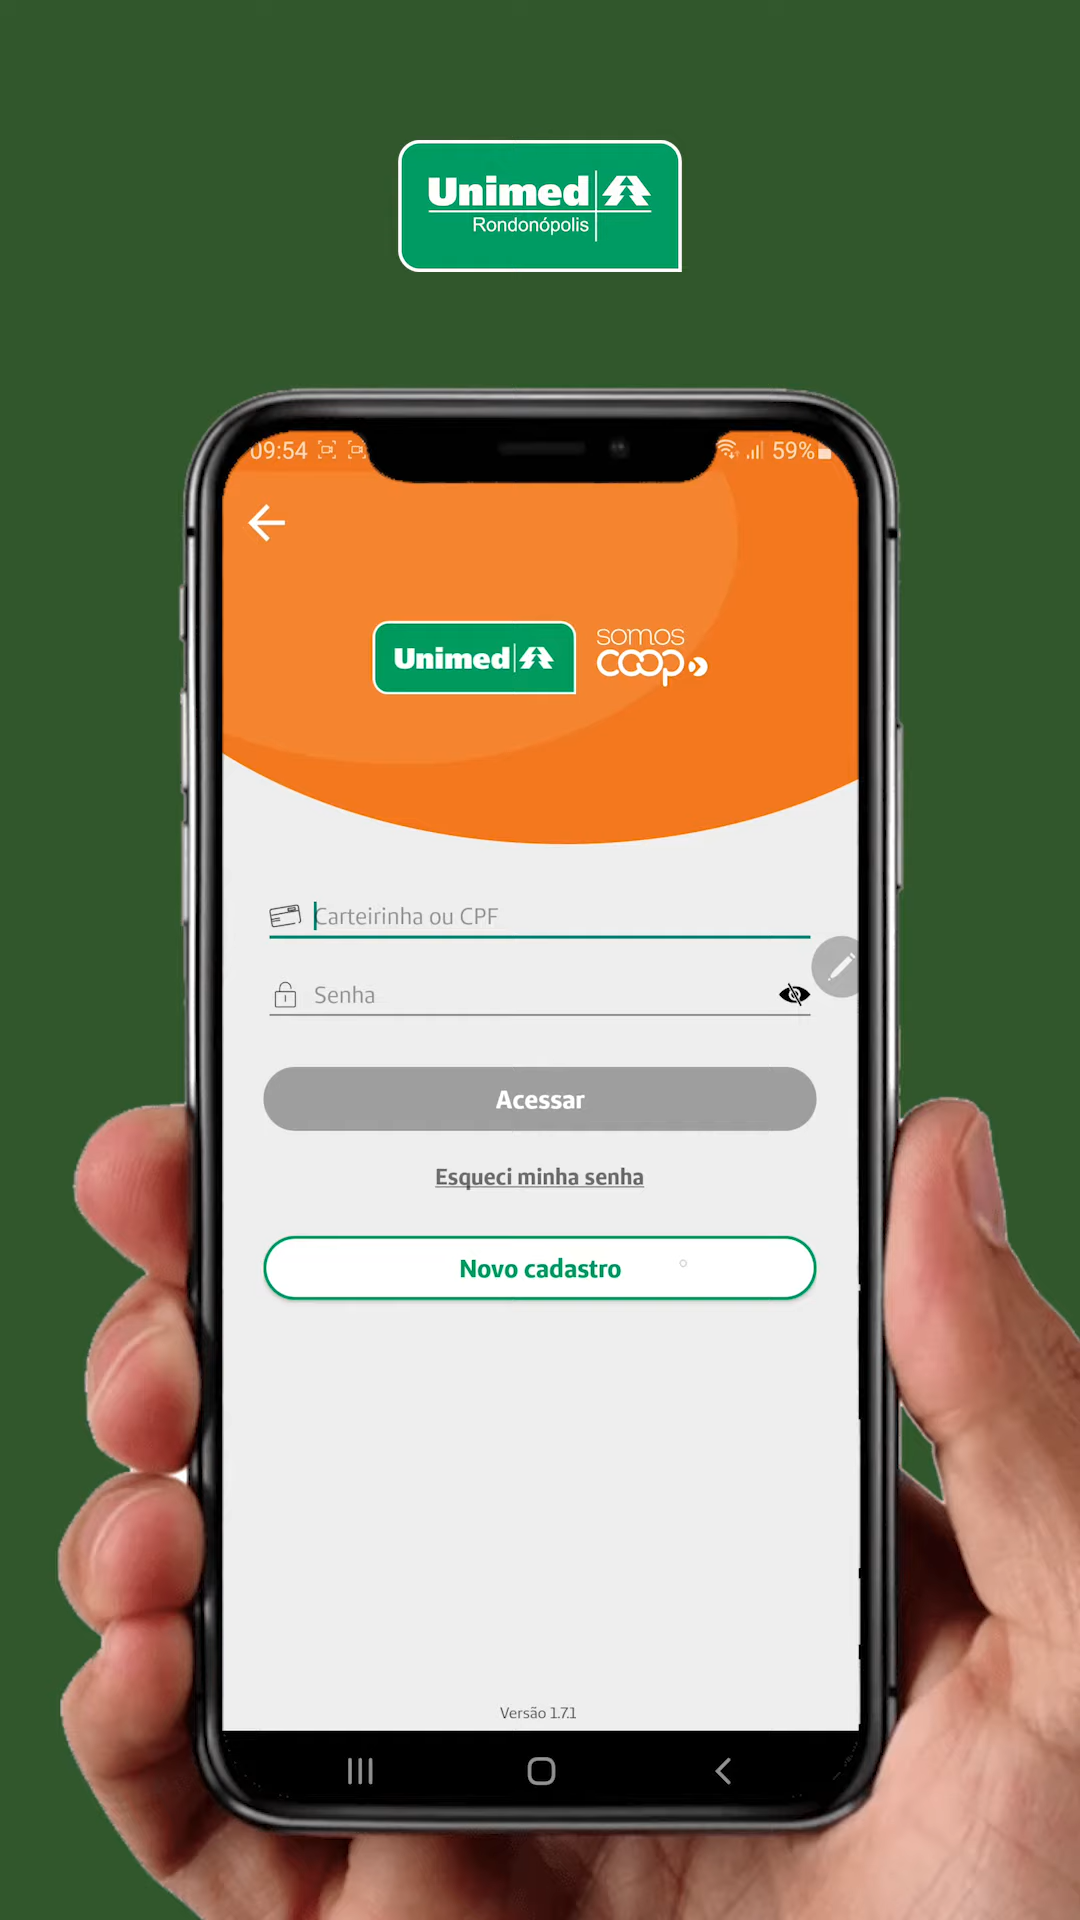 Unimed
Rondonópolis
09:54
59%
Unimed
somos
coop
Carteirinha ou CPF
Senha
Acessar
Esqueci minha senha
Novo cadastro
Versão 1.7.1